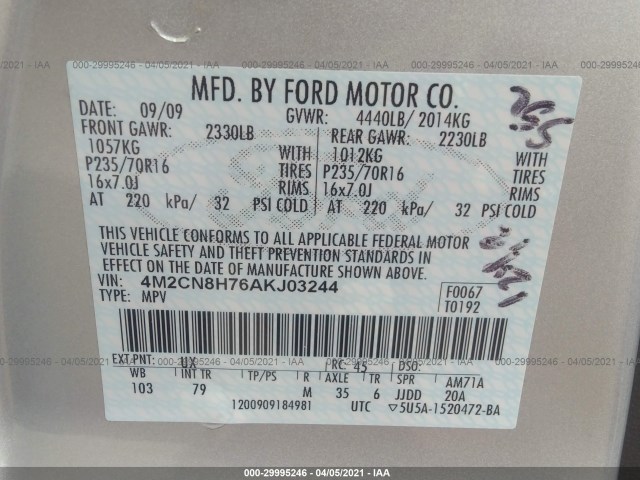 000-29995246 - 04/05/2021 - IAA
MFD. BY FORD MOTOR CO.
DATE: 09/09 GVWR: 4440LB/ 2014KG
FRONT GAWR: 2330LB REAR GAWR: 2230LB
1057KG WITH 1012KG WITH
P235/70R16 TIRES P235/70R16 TIRES
16x7.0J RIMS 16x7.0J RIMS
AT 220 kPa/ 32 PSI COLD AT 220 kPa/ 32 PSI COLD
THIS VEHICLE CONFORMS TO ALL APPLICABLE FEDERAL MOTOR
VEHICLE SAFETY AND THEFT PREVENTION STANDARDS IN
EFFECT ON THE DATE OF MANUFACTURE SHOWN ABOVE.
VIN: 4M2CN8H76AKJ03244 F0067
TYPE: MPV T0192
EXT PNT: UX RC: 45 DSO:
WB INT TR TP/PS R AXLE TR SPR AM71A
103 79 M 35 6 JJDD 20A
1200909184981 UTC ▽5U5A-1520472-BA
000-29995246 - 04/05/2021 - IAA